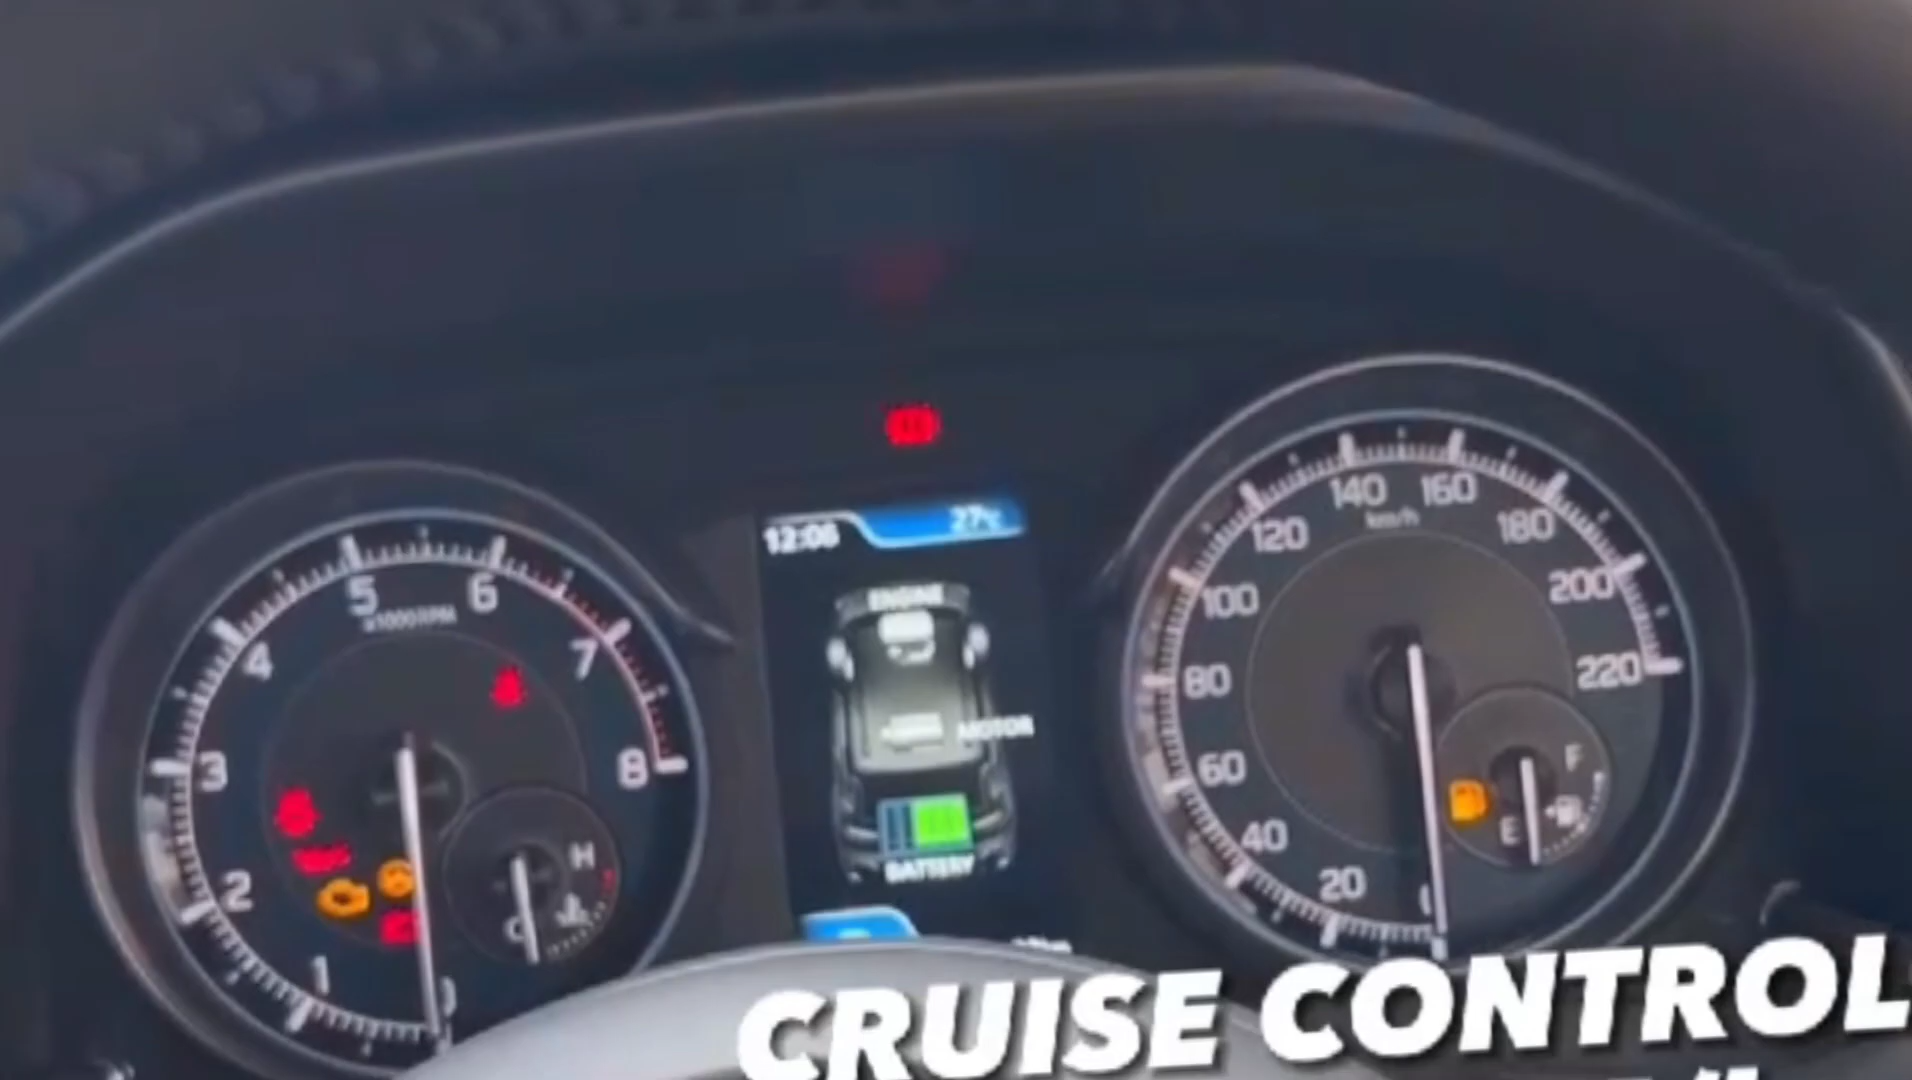 12:06
27°C
ENGINE
MOTOR
BATTERY
5
6
x1000RPM
4
7
3
8
2
1
0
H
C
140
160
km/h
120
180
100
200
80
220
60
40
20
F
E
CRUISE CONTROL